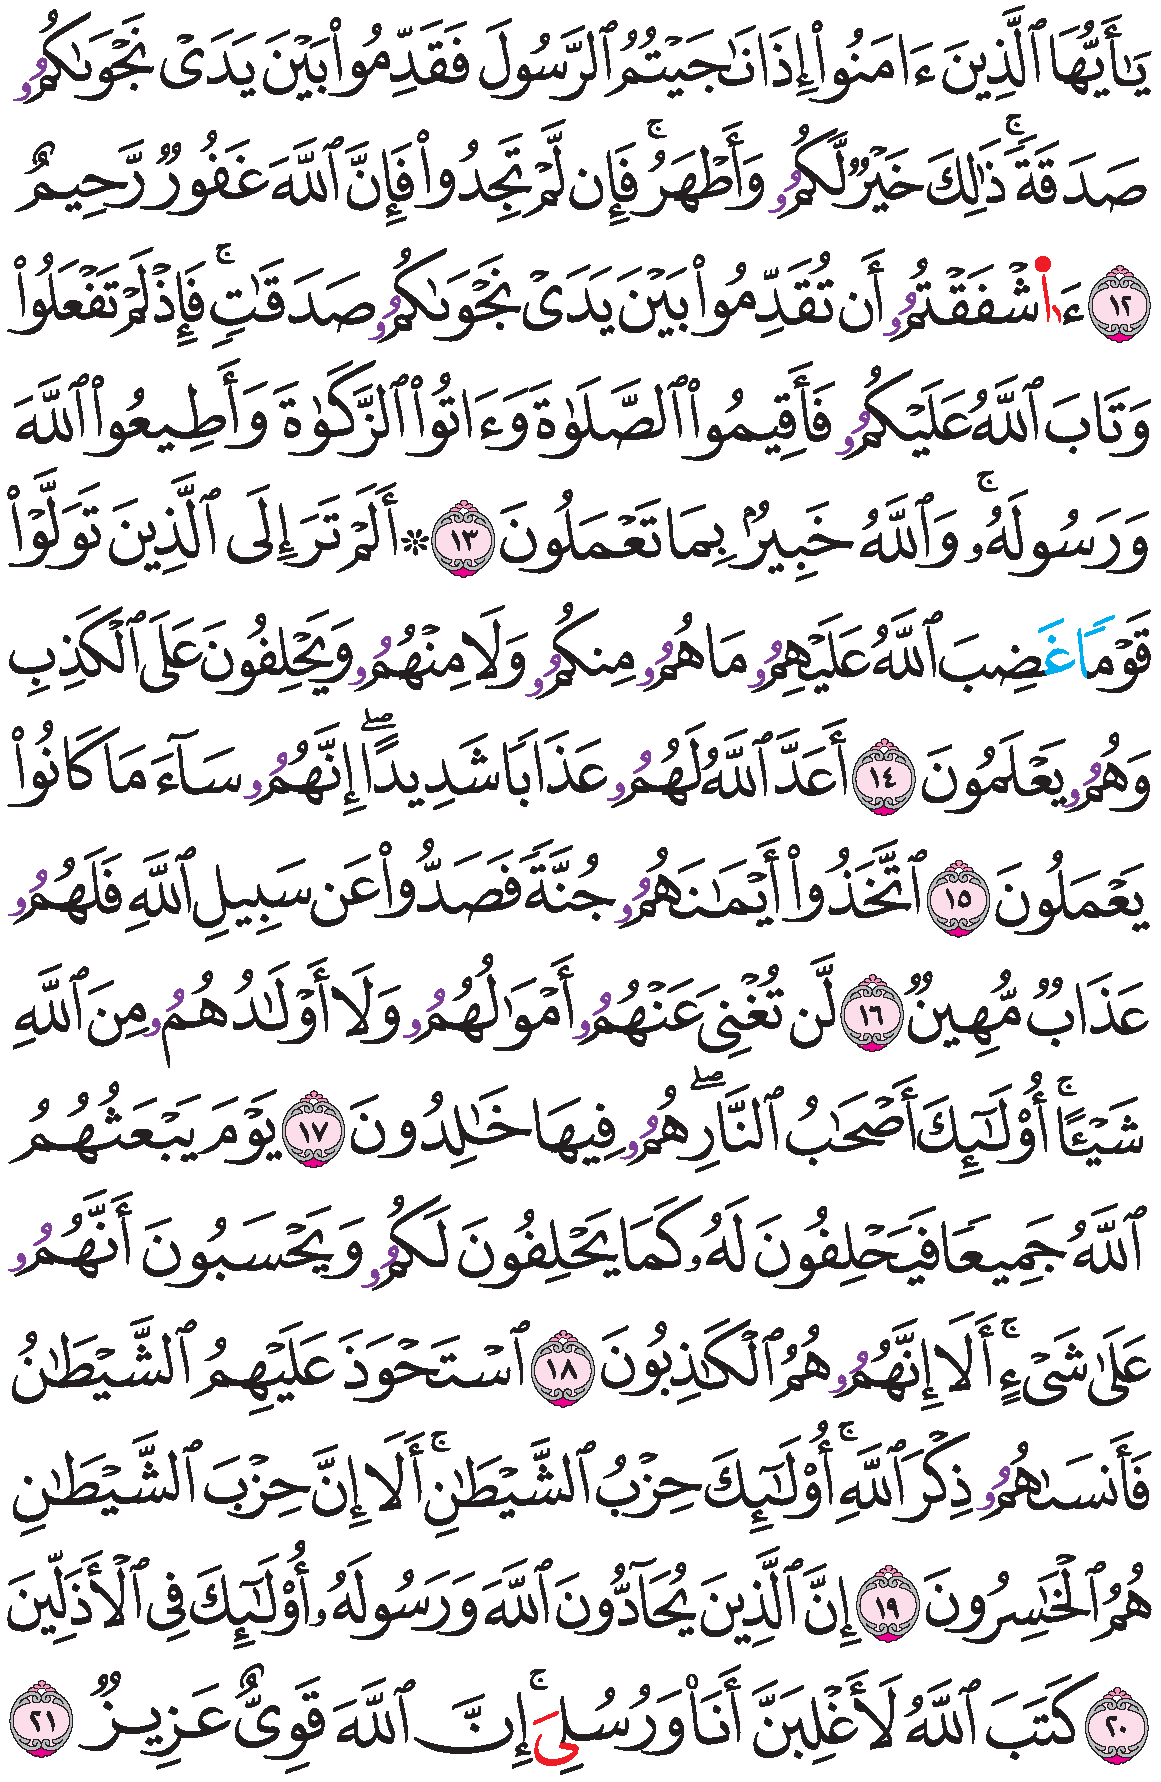 يَٰٓأَيُّهَا ٱلَّذِينَ ءَامَنُوٓا۟ إِذَا نَٰجَيْتُمُ ٱلرَّسُولَ فَقَدِّمُوا۟ بَيْنَ يَدَىْ نَجْوَىٰكُمُۥ
صَدَقَةًۚ ذَٰلِكَ خَيْرٌ لَّكُمُۥ وَأَطْهَرُۚ فَإِن لَّمْ تَجِدُوا۟ فَإِنَّ ٱللَّهَ غَفُورٌ رَّحِيمٌ
١٢ ءَا۬شْفَقْتُمُۥ أَن تُقَدِّمُوا۟ بَيْنَ يَدَىْ نَجْوَىٰكُمُۥ صَدَقَٰتٍۚ فَإِذْ لَمْ تَفْعَلُوا۟
وَتَابَ ٱللَّهُ عَلَيْكُمُۥ فَأَقِيمُوا۟ ٱلصَّلَوٰةَ وَءَاتُوا۟ ٱلزَّكَوٰةَ وَأَطِيعُوا۟ ٱللَّهَ
وَرَسُولَهُۥۚ وَٱللَّهُ خَبِيرٌۢ بِمَا تَعْمَلُونَ ١٣ ۞ أَلَمْ تَرَ إِلَى ٱلَّذِينَ تَوَلَّوْا۟
قَوْمًا غَضِبَ ٱللَّهُ عَلَيْهِمُۥ مَا هُمُۥ مِنكُمُۥ وَلَا مِنْهُمُۥ وَيَحْلِفُونَ عَلَى ٱلْكَذِبِ
وَهُمُۥ يَعْلَمُونَ ١٤ أَعَدَّ ٱللَّهُ لَهُمُۥ عَذَابًا شَدِيدًاۖ إِنَّهُمُۥ سَآءَ مَا كَانُوا۟
يَعْمَلُونَ ١٥ ٱتَّخَذُوٓا۟ أَيْمَٰنَهُمُۥ جُنَّةً فَصَدُّوا۟ عَن سَبِيلِ ٱللَّهِ فَلَهُمُۥ
عَذَابٌ مُّهِينٌ ١٦ لَّن تُغْنِىَ عَنْهُمُۥ أَمْوَٰلُهُمُۥ وَلَآ أَوْلَٰدُهُمُۥ مِنَ ٱللَّهِ
شَيْـًٔاۚ أُو۟لَٰٓئِكَ أَصْحَٰبُ ٱلنَّارِۖ هُمُۥ فِيهَا خَٰلِدُونَ ١٧ يَوْمَ يَبْعَثُهُمُ
ٱللَّهُ جَمِيعًا فَيَحْلِفُونَ لَهُۥ كَمَا يَحْلِفُونَ لَكُمُۥ وَيَحْسَبُونَ أَنَّهُمُۥ
عَلَىٰ شَىْءٍۚ أَلَآ إِنَّهُمُۥ هُمُ ٱلْكَٰذِبُونَ ١٨ ٱسْتَحْوَذَ عَلَيْهِمُ ٱلشَّيْطَٰنُ
فَأَنسَىٰهُمُۥ ذِكْرَ ٱللَّهِۚ أُو۟لَٰٓئِكَ حِزْبُ ٱلشَّيْطَٰنِۚ أَلَآ إِنَّ حِزْبَ ٱلشَّيْطَٰنِ
هُمُ ٱلْخَٰسِرُونَ ١٩ إِنَّ ٱلَّذِينَ يُحَآدُّونَ ٱللَّهَ وَرَسُولَهُۥٓ أُو۟لَٰٓئِكَ فِى ٱلْأَذَلِّينَ
٢٠ كَتَبَ ٱللَّهُ لَأَغْلِبَنَّ أَنَا۠ وَرُسُلِىَۚ إِنَّ ٱللَّهَ قَوِىٌّ عَزِيزٌ ٢١